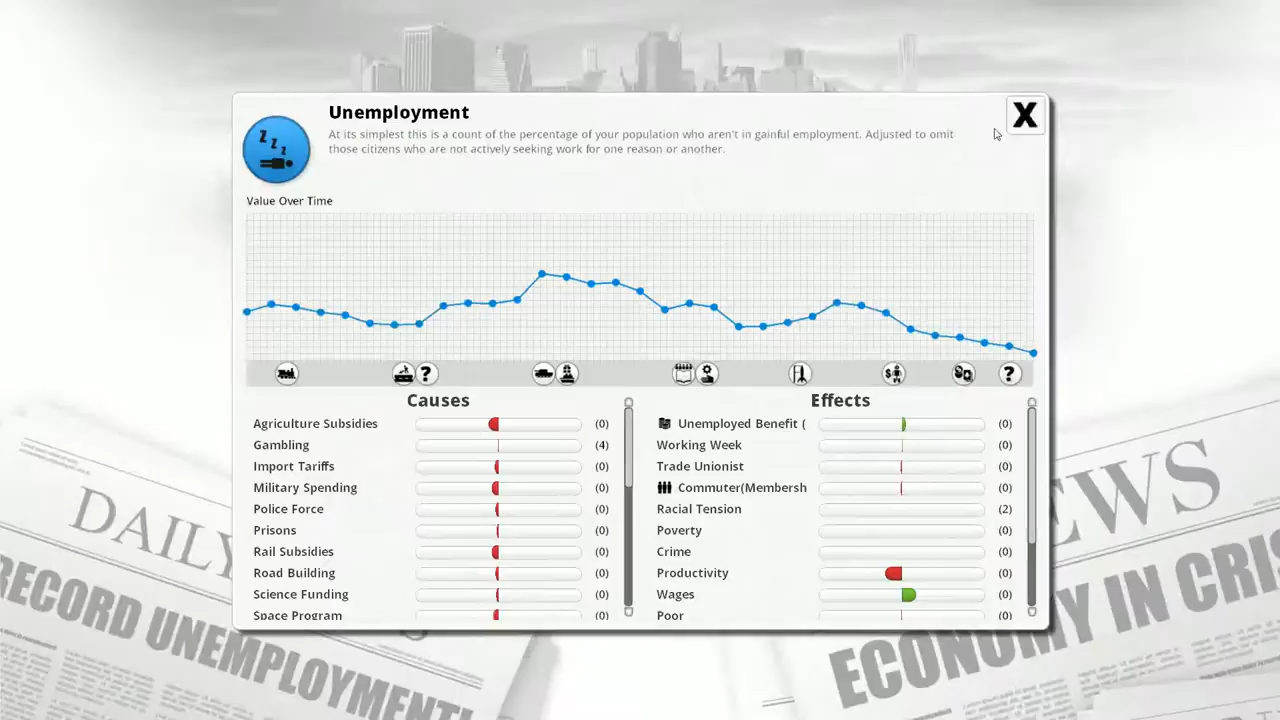 Unemployment
X
At its simplest this is a count of the percentage of your population who aren't in gainful employment. Adjusted to omit
those citizens who are not actively seeking work for one reason or another.
Value Over Time
?
?
Causes
Effects
Agriculture Subsidies (0)
Gambling (4)
Import Tariffs (0)
Military Spending (0)
Police Force (0)
Prisons (0)
Rail Subsidies (0)
Road Building (0)
Science Funding (0)
Space Program (0)
Unemployed Benefit ( (0)
Working Week (0)
Trade Unionist (0)
Commuter(Membersh (0)
Racial Tension (2)
Poverty (0)
Crime (0)
Productivity (0)
Wages (0)
Poor (0)
DAILY
RECORD UNEMPLOYMENT!
EWS
ECONOMY IN CRIS